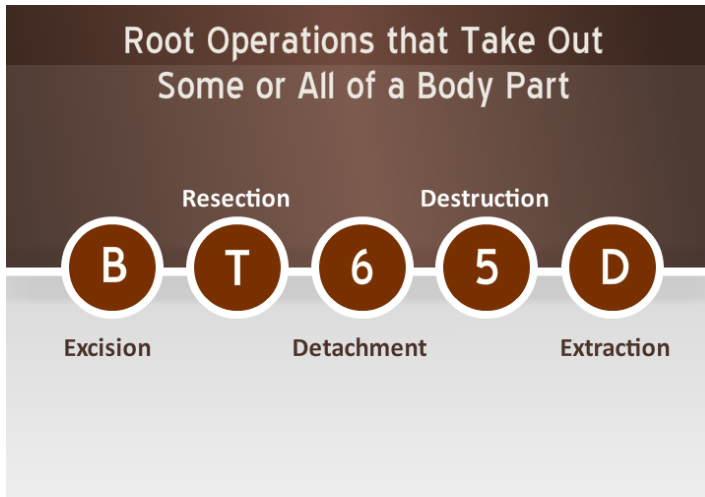 Root Operations that Take Out
Some or All of a Body Part
Resection Destruction
B T 6 5 D
Excision Detachment Extraction